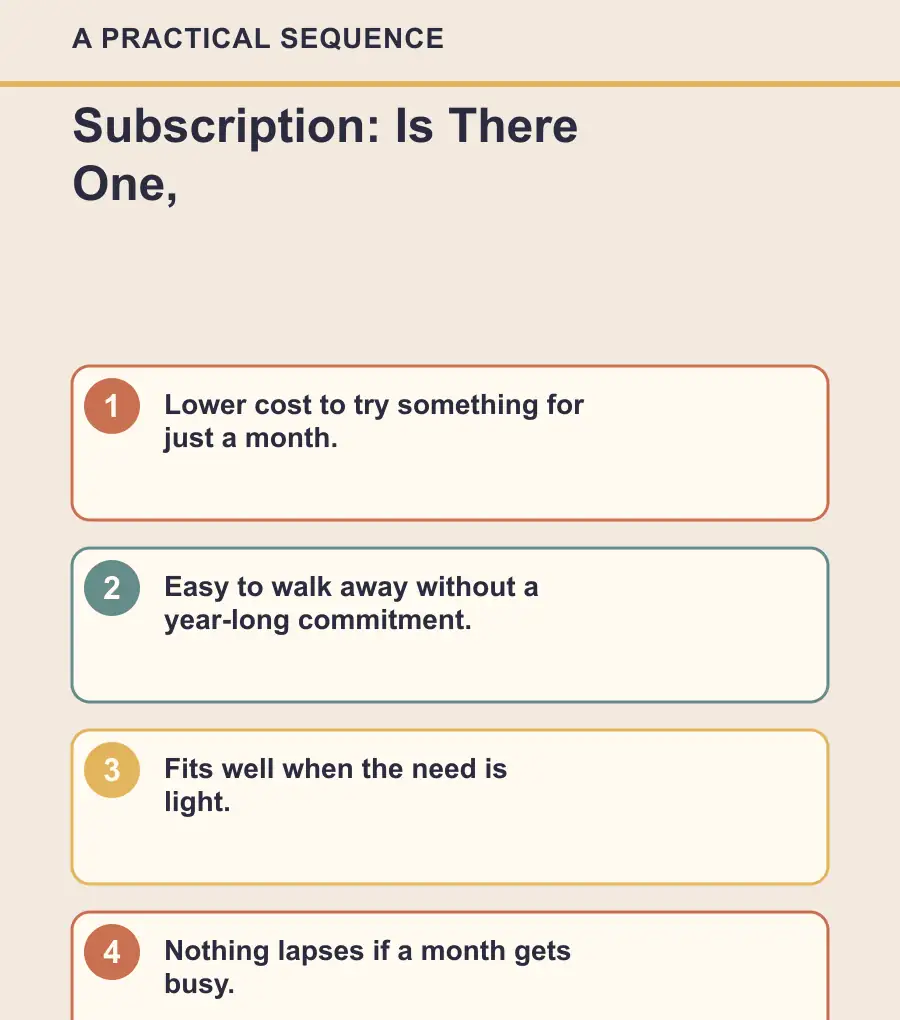 A PRACTICAL SEQUENCE
Subscription: Is There
One,
1
Lower cost to try something for
just a month.
2
Easy to walk away without a
year-long commitment.
3
Fits well when the need is
light.
4
Nothing lapses if a month gets
busy.